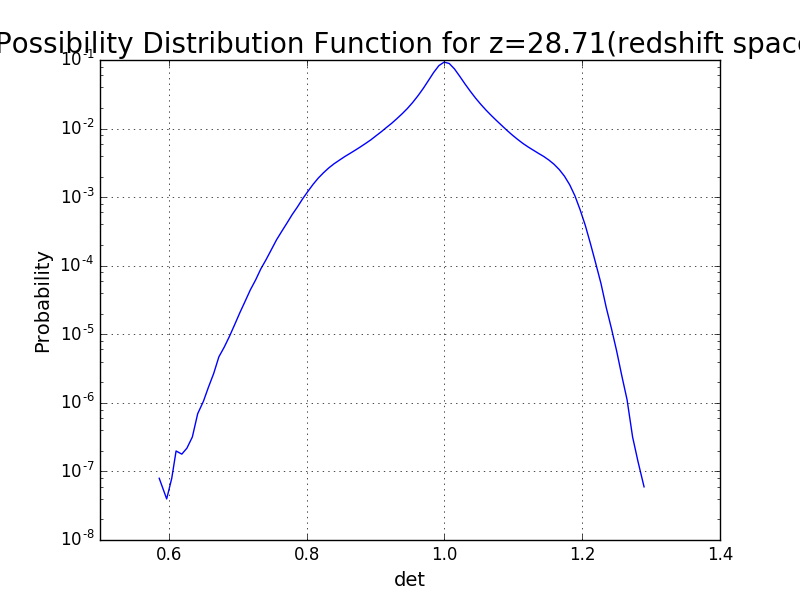 Possibility Distribution Function for z=28.71(redshift space
10^-1
10^-2
10^-3
10^-4
10^-5
10^-6
10^-7
10^-8
Probability
0.6 0.8 1.0 1.2 1.4
det